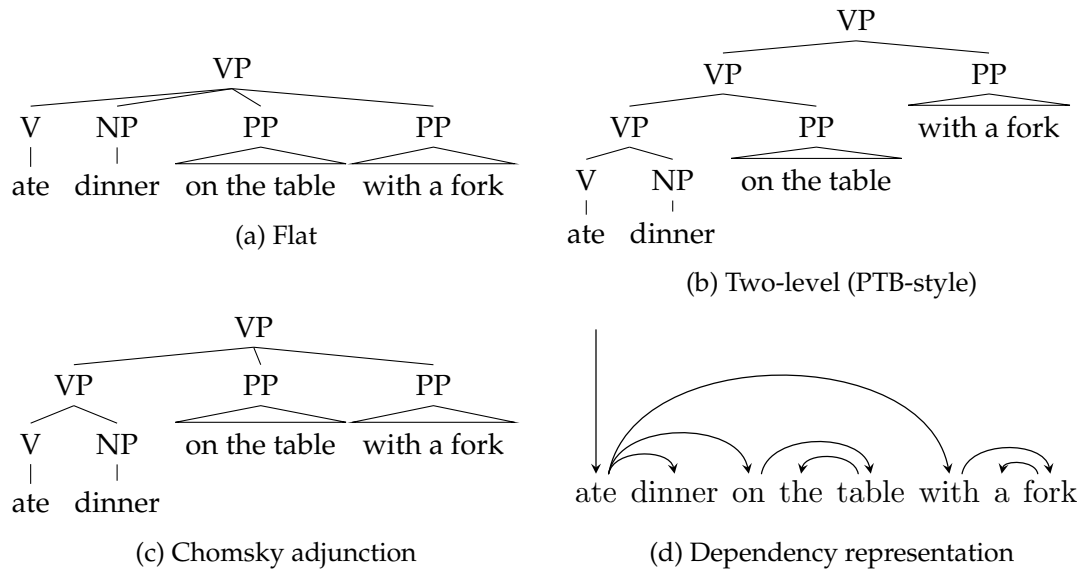 VP
V NP PP PP
ate dinner on the table with a fork
(a) Flat
VP
VP PP
VP PP with a fork
V NP on the table
ate dinner
(b) Two-level (PTB-style)
VP
VP PP PP
V NP on the table with a fork
ate dinner
(c) Chomsky adjunction
ate dinner on the table with a fork
(d) Dependency representation